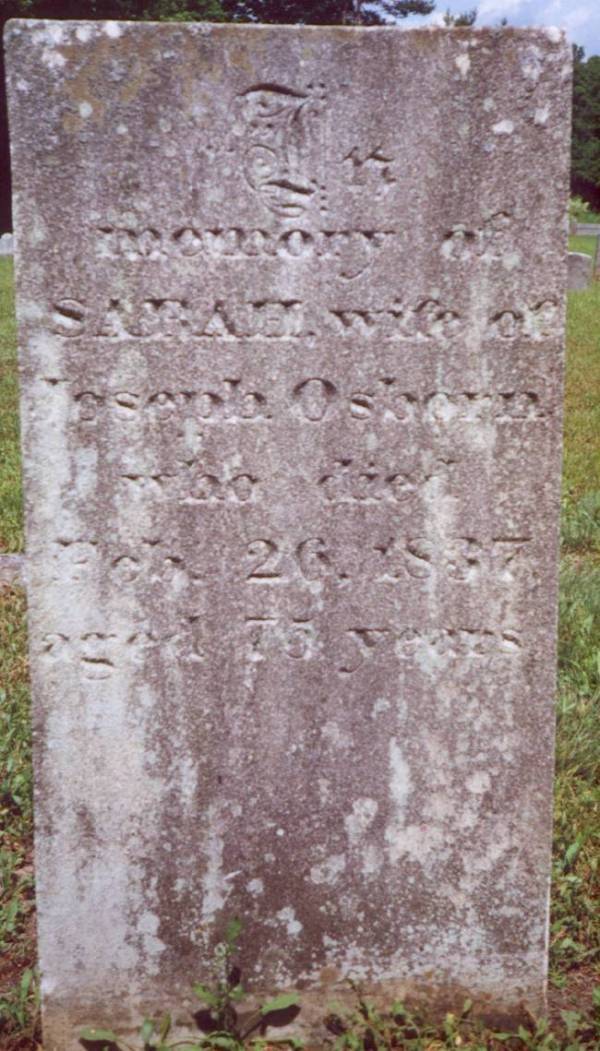 In
memory of
SARAH, wife of
Joseph Osborn
who died
Feb. 26, 1837,
aged 75 years